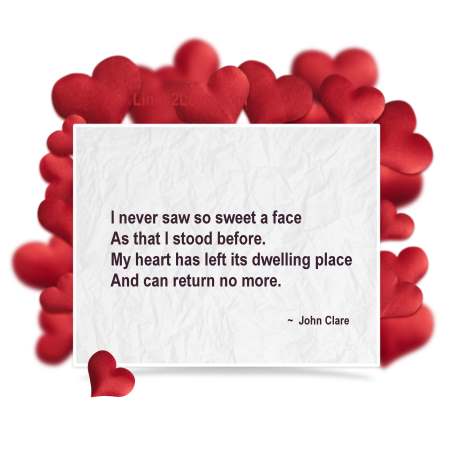 I never saw so sweet a face
As that I stood before.
My heart has left its dwelling place
And can return no more.
~ John Clare